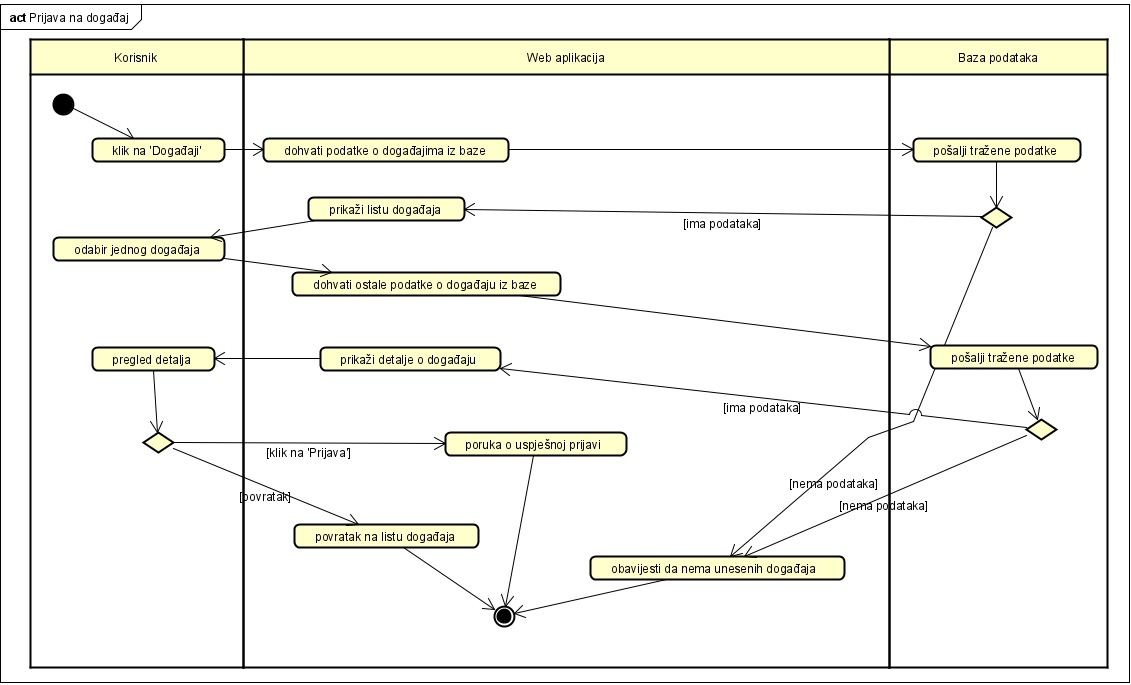 act Prijava na događaj
Korisnik
Web aplikacija
Baza podataka
klik na 'Događaji'
dohvati podatke o događajima iz baze
pošalji tražene podatke
prikaži listu događaja
[ima podataka]
odabir jednog događaja
dohvati ostale podatke o događaju iz baze
pregled detalja
prikaži detalje o događaju
pošalji tražene podatke
[ima podataka]
poruka o uspješnoj prijavi
[klik na 'Prijava']
[nema podataka]
[povratak]
[nema podataka]
povratak na listu događaja
obavijesti da nema unesenih događaja